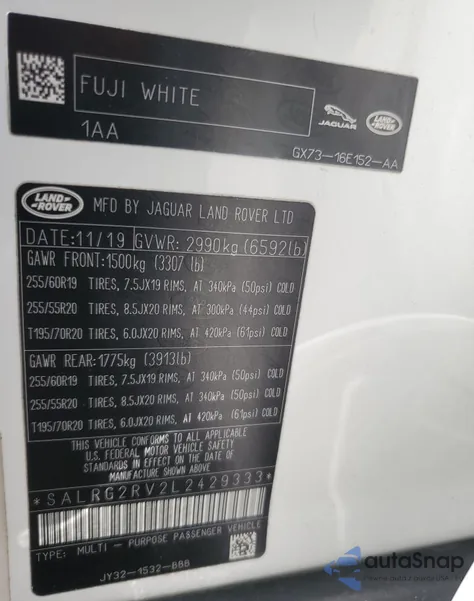 FUJI WHITE
1AA
JAGUAR
LAND ROVER
GX73-16E152-AA
LAND ROVER
MFD BY JAGUAR LAND ROVER LTD
DATE: 11/19 GVWR: 2990kg (6592lb)
GAWR FRONT: 1500kg (3307 lb)
255/60R19 TIRES, 7.5JX19 RIMS, AT 340kPa (50psi) COLD
255/55R20 TIRES, 8.5JX20 RIMS, AT 300kPa (44psi) COLD
T195/70R20 TIRES, 6.0JX20 RIMS, AT 420kPa (61psi) COLD
GAWR REAR: 1775kg (3913lb)
255/60R19 TIRES, 7.5JX19 RIMS, AT 340kPa (50psi) COLD
255/55R20 TIRES, 8.5JX20 RIMS, AT 340kPa (50psi) COLD
T195/70R20 TIRES, 6.0JX20 RIMS, AT 420kPa (61psi) COLD
THIS VEHICLE CONFORMS TO ALL APPLICABLE
U.S. FEDERAL MOTOR VEHICLE SAFETY
STANDARDS IN EFFECT ON THE DATE OF
MANUFACTURE SHOWN ABOVE
*SALRG2RV2L2429333*
TYPE: MULTI - PURPOSE PASSENGER VEHICLE
JY32-1532-BBB
autoSnap